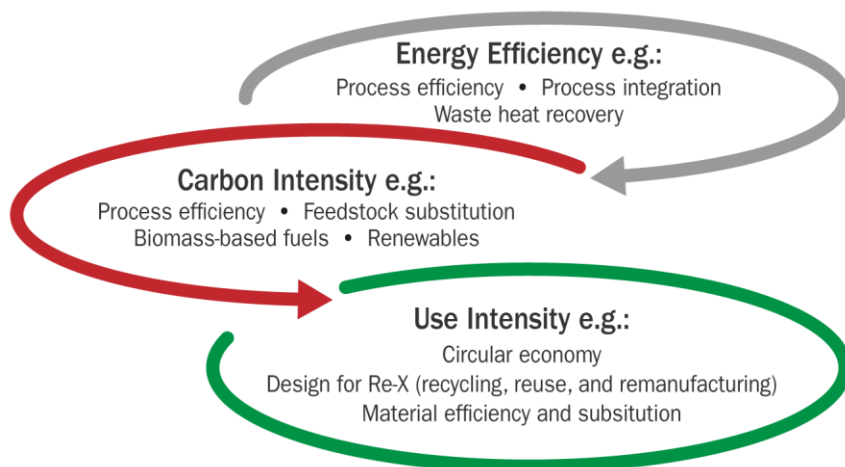 Energy Efficiency e.g.:
Process efficiency • Process integration
Waste heat recovery
Carbon Intensity e.g.:
Process efficiency • Feedstock substitution
Biomass-based fuels • Renewables
Use Intensity e.g.:
Circular economy
Design for Re-X (recycling, reuse, and remanufacturing)
Material efficiency and subsitution